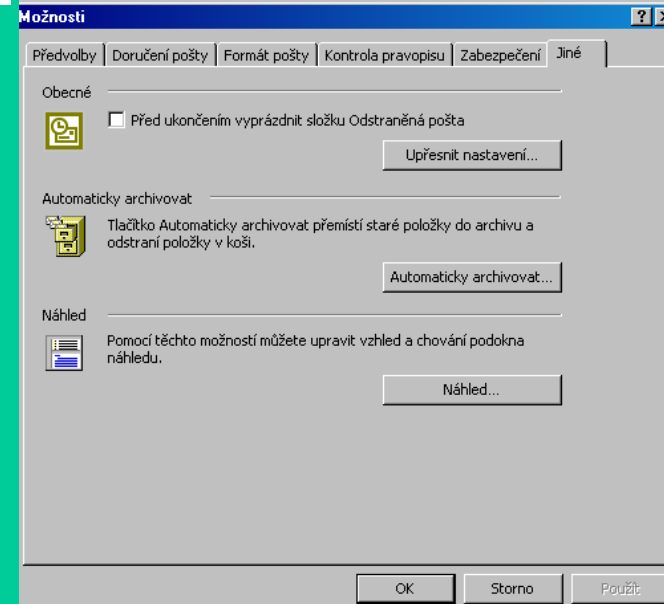 Možnosti
Předvolby Doručení pošty Formát pošty Kontrola pravopisu Zabezpečení Jiné
Obecné
Před ukončením vyprázdnit složku Odstraněná pošta
Upřesnit nastavení...
Automaticky archivovat
Tlačítko Automaticky archivovat přemístí staré položky do archivu a
odstraní položky v koši.
Automaticky archivovat...
Náhled
Pomocí těchto možností můžete upravit vzhled a chování podokna
náhledu.
Náhled...
OK Storno Použít